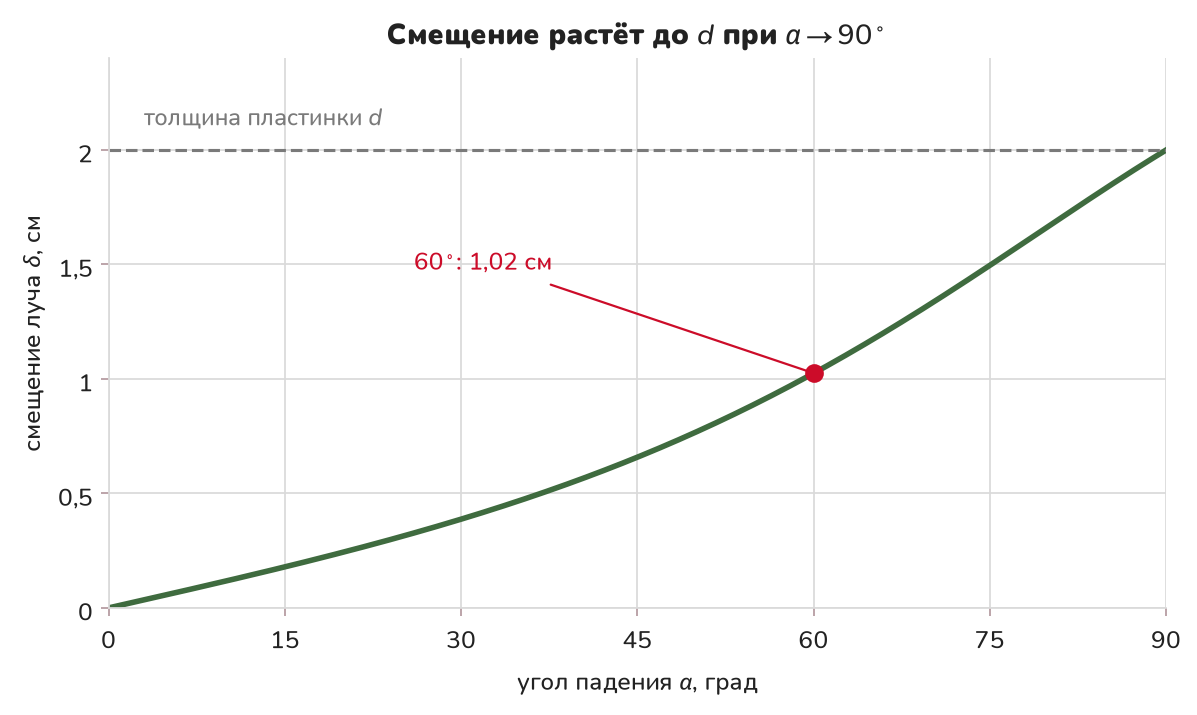 Смещение растёт до d при α → 90°
толщина пластинки d
2
1,5
1
0,5
0
60°: 1,02 см
смещение луча δ, см
0 15 30 45 60 75 90
угол падения α, град